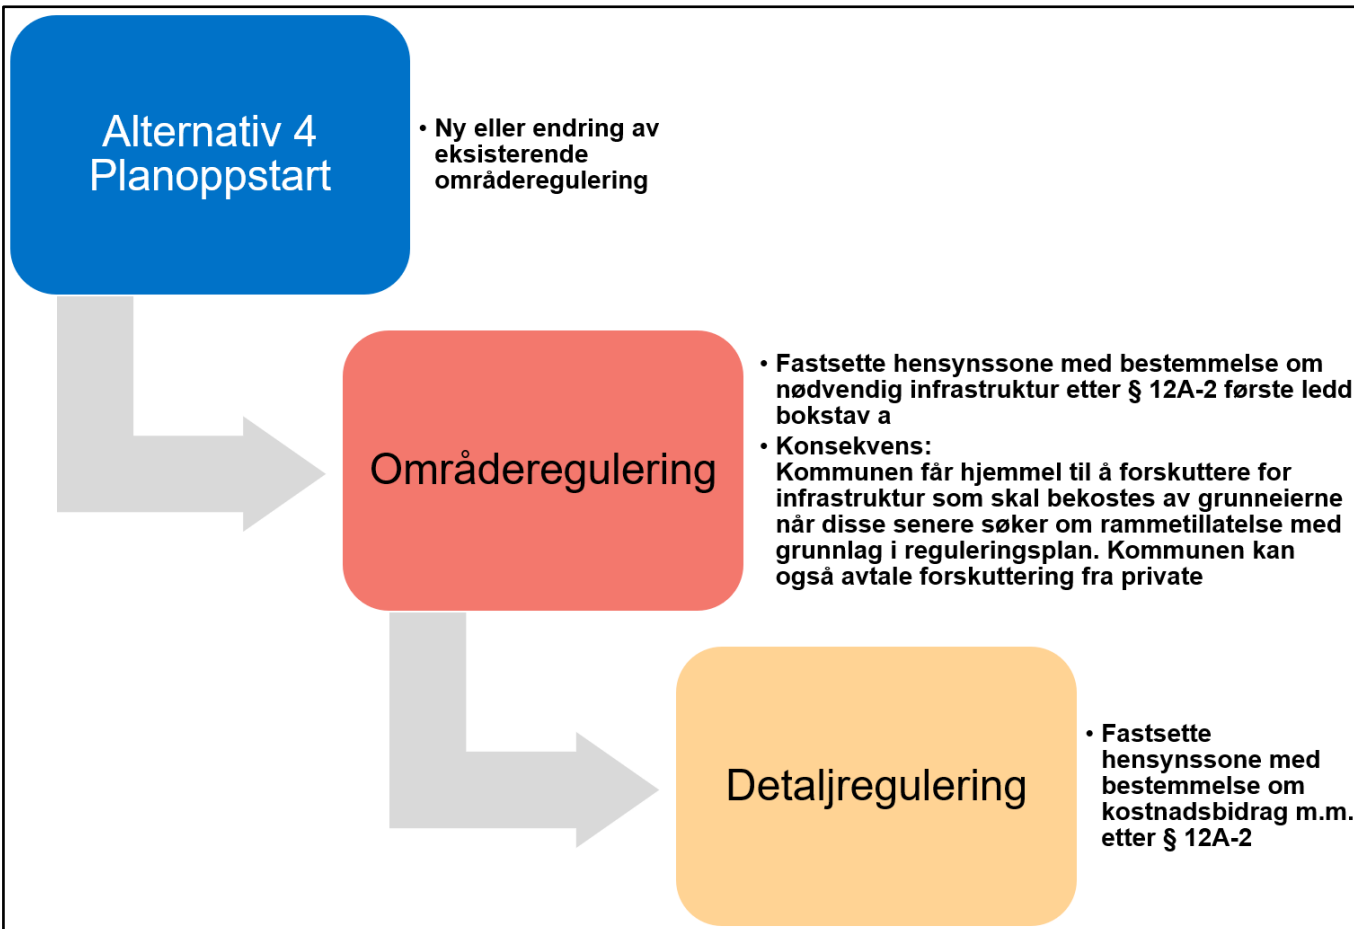 Alternativ 4
Planoppstart
• Ny eller endring av
eksisterende
områderegulering
Områderegulering
• Fastsette hensynssone med bestemmelse om
nødvendig infrastruktur etter § 12A-2 første ledd
bokstav a
• Konsekvens:
Kommunen får hjemmel til å forskuttere for
infrastruktur som skal bekostes av grunneierne
når disse senere søker om rammetillatelse med
grunnlag i reguleringsplan. Kommunen kan
også avtale forskuttering fra private
Detaljregulering
• Fastsette
hensynssone med
bestemmelse om
kostnadsbidrag m.m.
etter § 12A-2